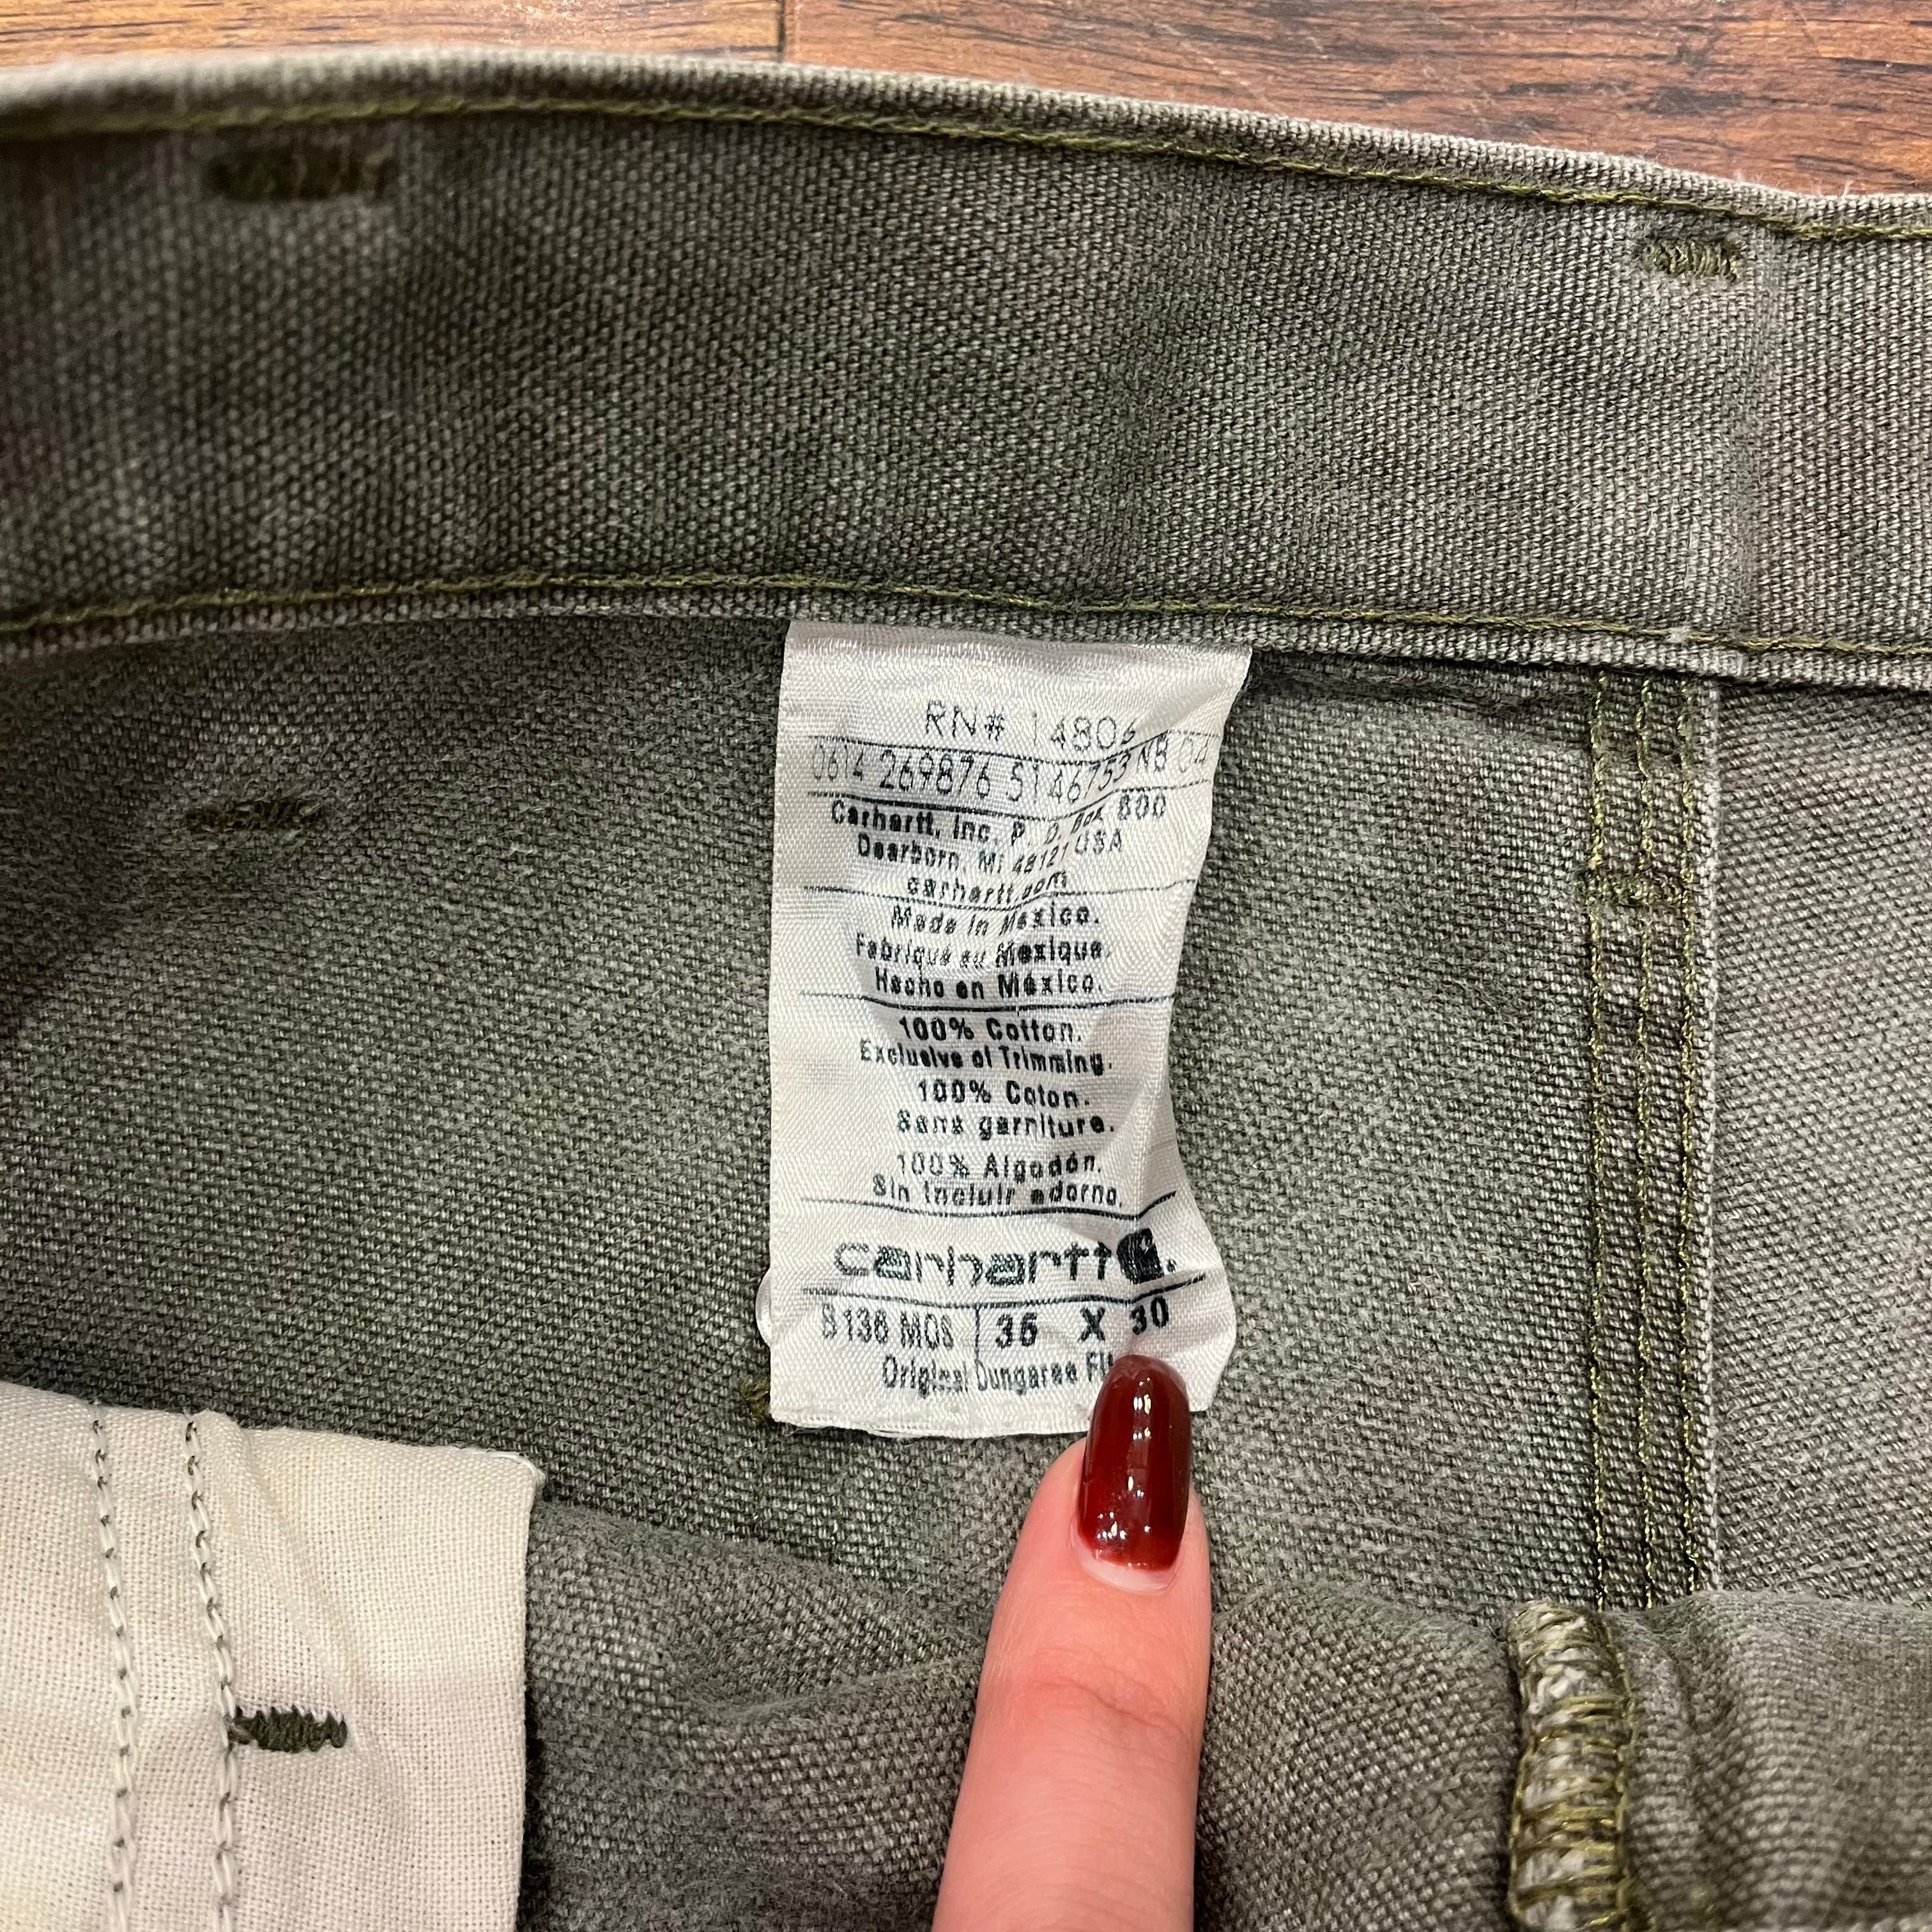 RN# 14806
0614 269876 5146753 NB 04
Carhartt, Inc. P. O. Box 600
Dearborn, MI 48121 USA
carhartt.com
Made in Mexico.
Fabriqué au Mexique.
Hecho en México.
100% Cotton.
Exclusive of Trimming.
100% Coton.
Sans garniture.
100% Algodón.
Sin incluir adorno.
carhartt
B136 MOS 36 X 30
Original Dungaree Fit